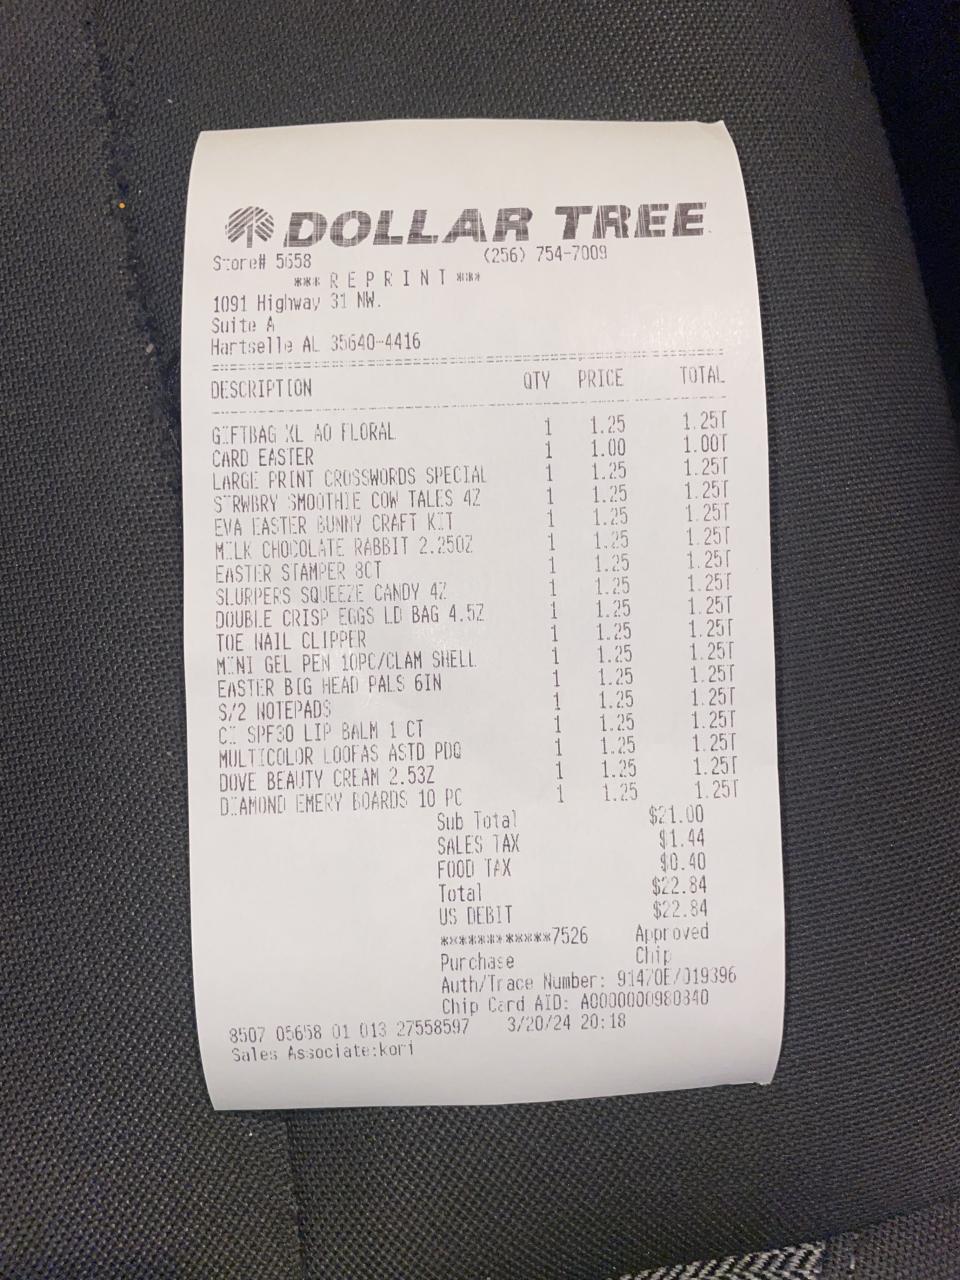 DOLLAR TREE
Store# 5658 (256) 754-7009
*** R E P R I N T ***
1091 Highway 31 NW.
Suite A
Hartselle AL 35640-4416
DESCRIPTION QTY PRICE TOTAL
GIFTBAG XL AO FLORAL 1 1.25 1.25T
CARD EASTER 1 1.00 1.00T
LARGE PRINT CROSSWORDS SPECIAL 1 1.25 1.25T
STRWBRY SMOOTHIE COW TALES 4Z 1 1.25 1.25T
EVA EASTER BUNNY CRAFT KIT 1 1.25 1.25T
MILK CHOCOLATE RABBIT 2.25OZ 1 1.25 1.25T
EASTER STAMPER 8CT 1 1.25 1.25T
SLURPERS SQUEEZE CANDY 4Z 1 1.25 1.25T
DOUBLE CRISP EGGS LD BAG 4.5Z 1 1.25 1.25T
TOE NAIL CLIPPER 1 1.25 1.25T
MINI GEL PEN 10PC/CLAM SHELL 1 1.25 1.25T
EASTER BIG HEAD PALS 6IN 1 1.25 1.25T
S/2 NOTEPADS 1 1.25 1.25T
CI SPF30 LIP BALM 1 CT 1 1.25 1.25T
MULTICOLOR LOOFAS ASTD PDQ 1 1.25 1.25T
DOVE BEAUTY CREAM 2.53Z 1 1.25 1.25T
DIAMOND EMERY BOARDS 10 PC 1 1.25 1.25T
Sub Total $21.00
SALES TAX $1.44
FOOD TAX $0.40
Total $22.84
US DEBIT $22.84
************7526 Approved
Purchase Chip
Auth/Trace Number: 91470E/019396
Chip Card AID: A0000000980840
8507 05658 01 013 27558597 3/20/24 20:18
Sales Associate:kori